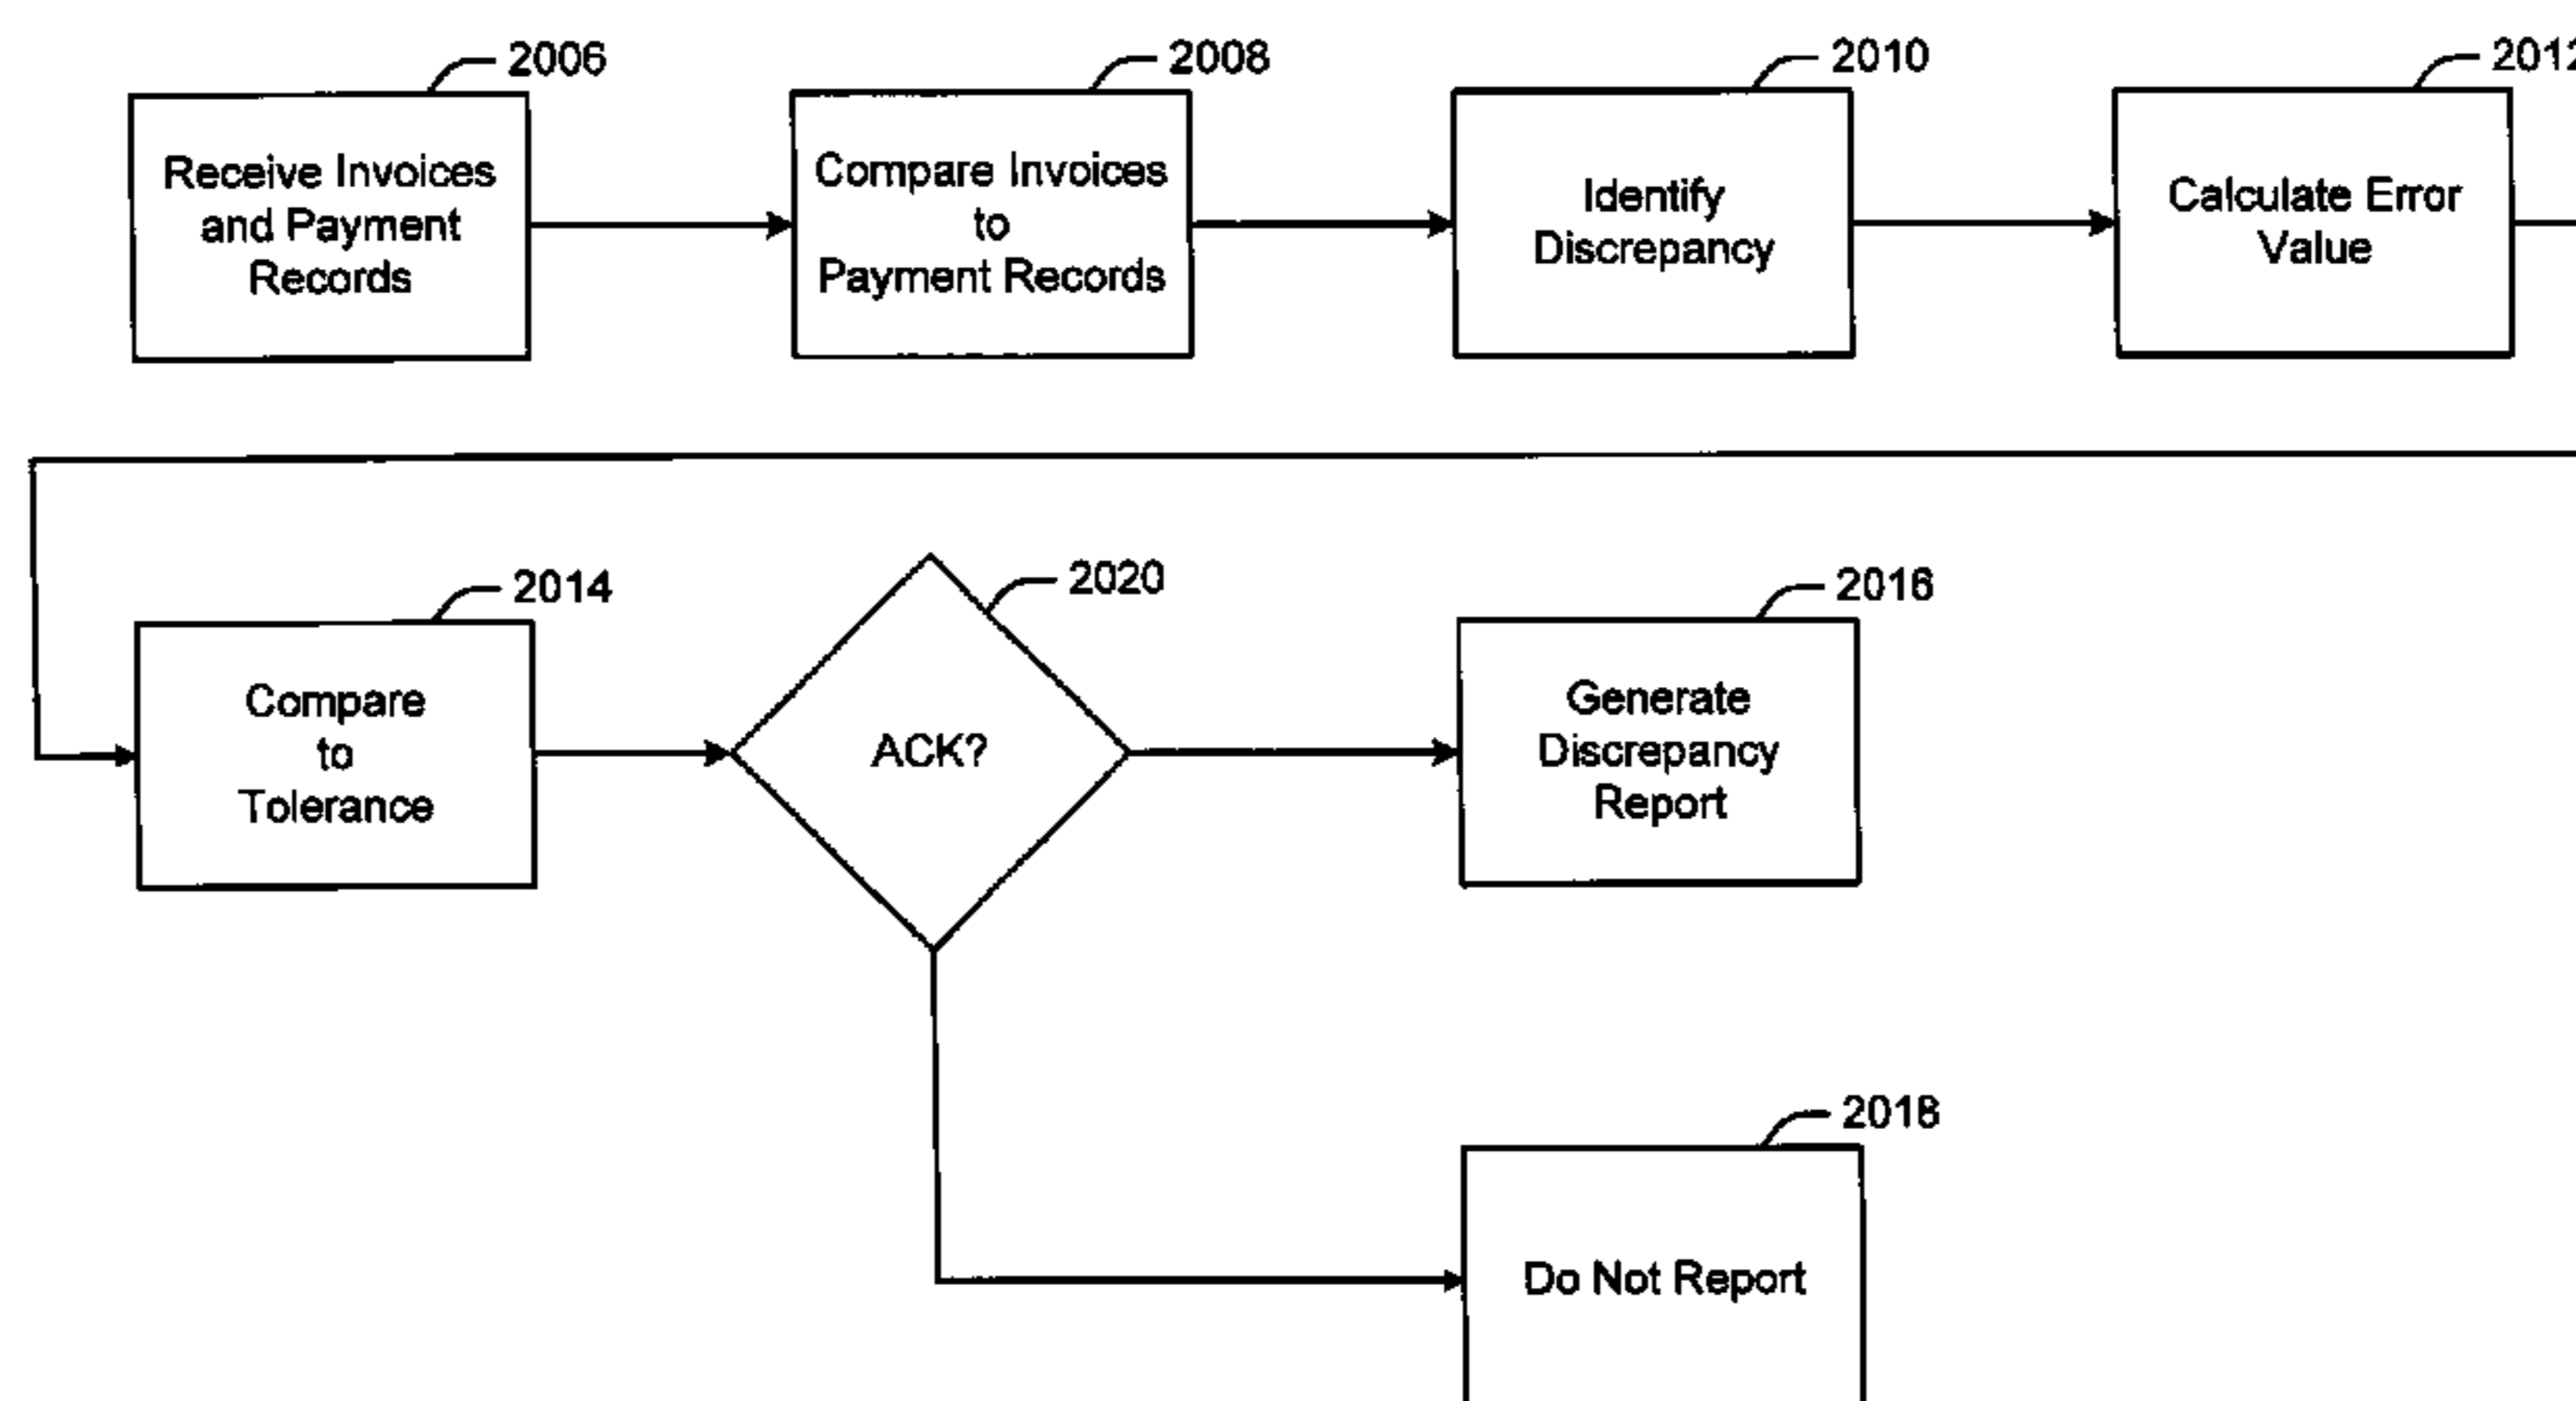 2006
Receive Invoices
and Payment
Records
2008
Compare Invoices
to
Payment Records
2010
Identify
Discrepancy
2012
Calculate Error
Value
2014
Compare
to
Tolerance
2020
ACK?
2016
Generate
Discrepancy
Report
2018
Do Not Report